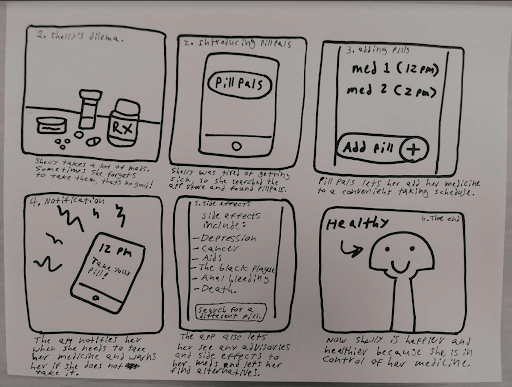 2. Shelly's dilema.
RX
Shelly takes a lot of meds.
Sometimes she forgets
to take them, that's no good!
2. Introducing PillPals
PillPals
Shelly was tired of getting
sick, so she searched the
app store and found PillPals.
3. adding Pills
med 1 (12 pm)
med 2 (2 pm)
Add pill +
Pill Pals lets her add her medicine
to a convenient taking schedule.
4. Notification
12 PM
Take your
Pill!
The app notifies her
when she needs to take
her medicine and warns
her if she does not
take it.
5. Side effects
side effects
include:
- Depression
- Cancer
- Aids
- The black plague
- Anal bleeding
- Death
Search for a
different pill.
The app also lets
her see any advisories
and side effects to
her meds and lets her
find alternatives.
6. The end
Healthy
Now Shelly is happier and
healthier because she is in
control of her medicine.